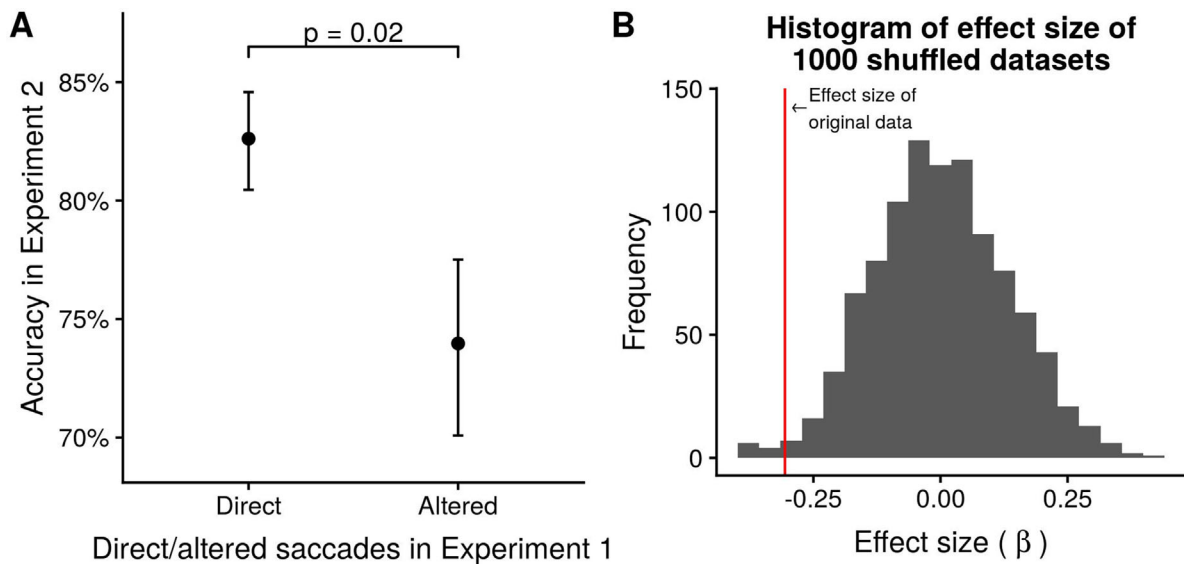 A
p = 0.02
85%
80%
75%
70%
Accuracy in Experiment 2
Direct
Altered
Direct/altered saccades in Experiment 1
B
Histogram of effect size of
1000 shuffled datasets
←Effect size of
original data
150
100
50
0
Frequency
-0.25
0.00
0.25
Effect size ( β )